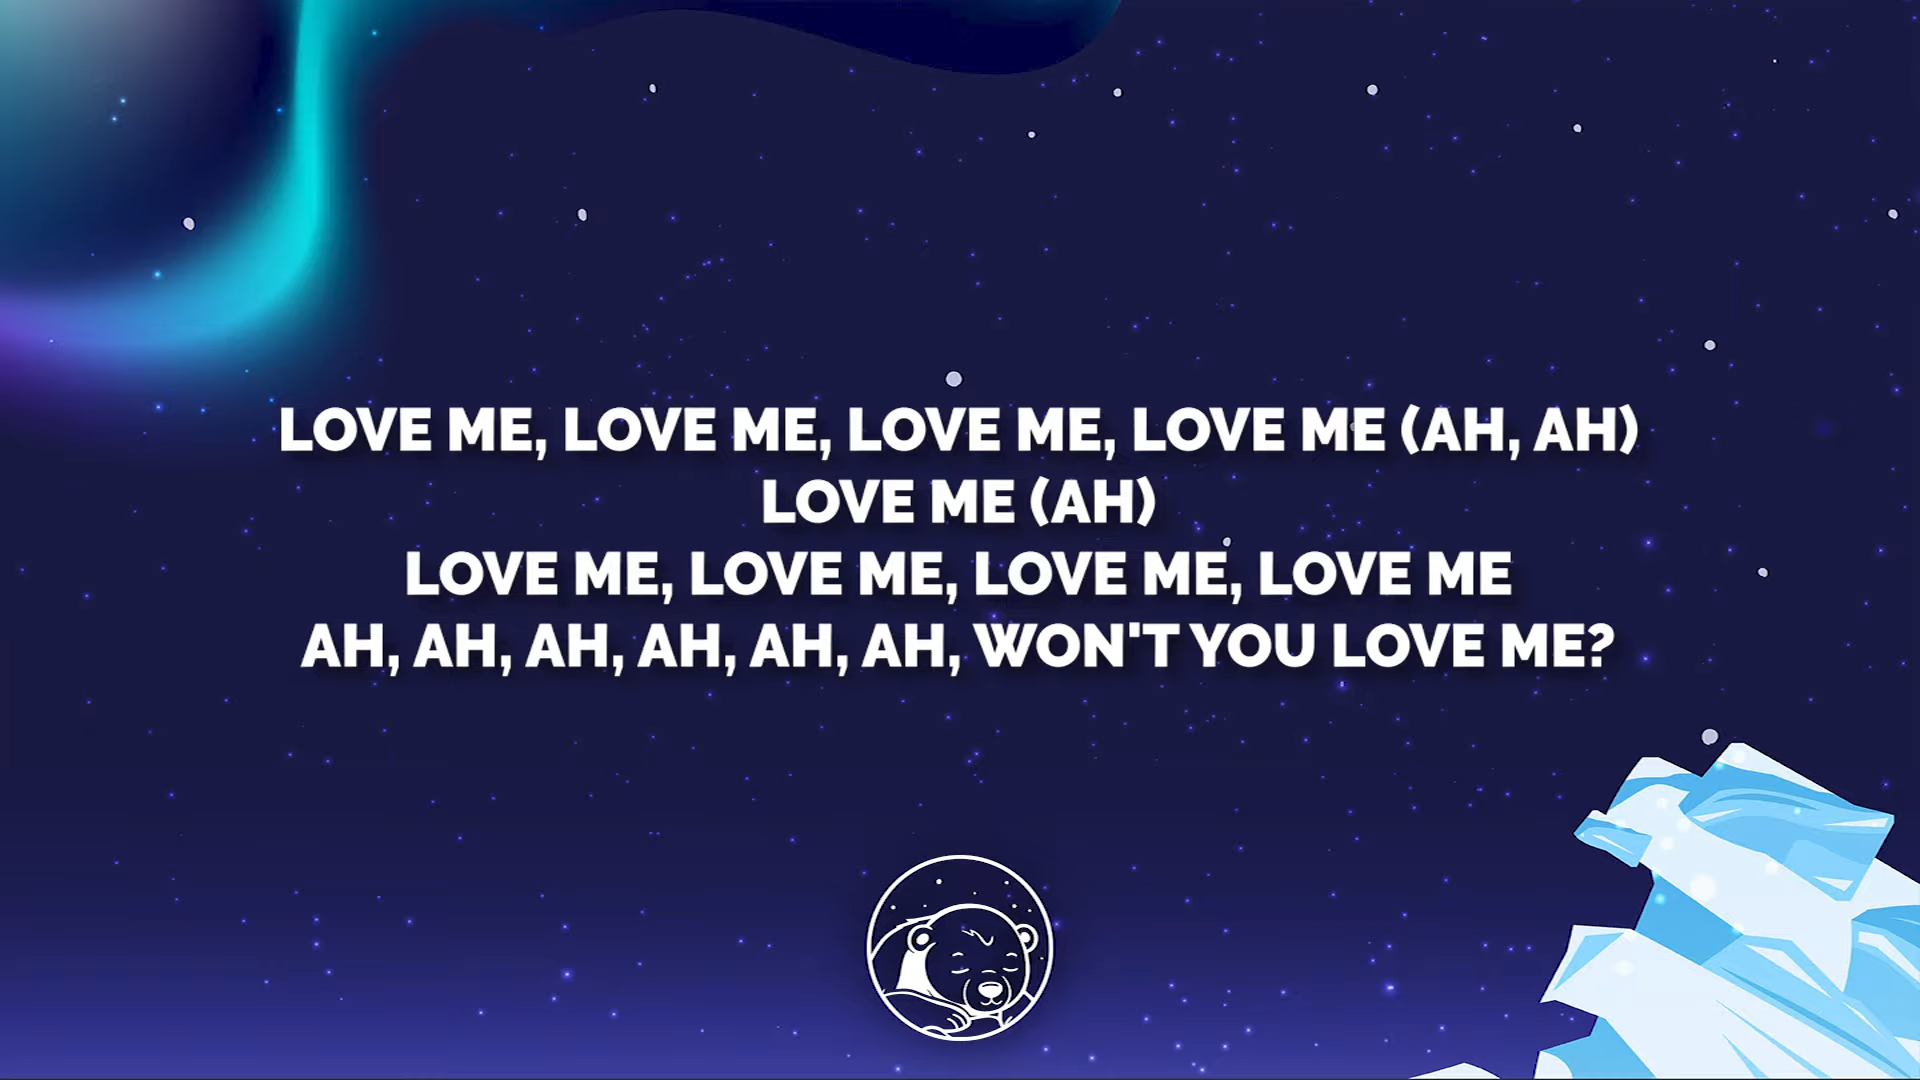 LOVE ME, LOVE ME, LOVE ME, LOVE ME (AH, AH)
LOVE ME (AH)
LOVE ME, LOVE ME, LOVE ME, LOVE ME
AH, AH, AH, AH, AH, AH, WON'T YOU LOVE ME?